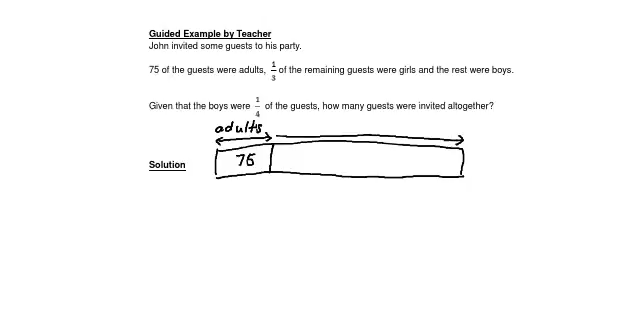 Guided Example by Teacher
John invited some guests to his party.
75 of the guests were adults, 1/3 of the remaining guests were girls and the rest were boys.
Given that the boys were 1/4 of the guests, how many guests were invited altogether?
adults
Solution
75